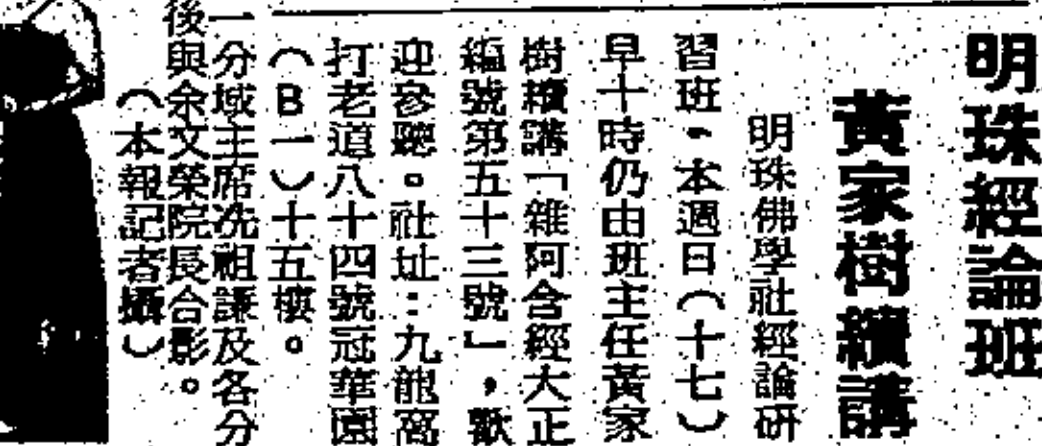 明珠經論班
黃家樹續講
明珠佛學社經論研
習班，本週日（十七）
早十時仍由班主任黃家
樹續講「雜阿含經大正
編號第五十三號」，歡
迎參聽。社址：九龍窩
打老道八十四號冠華園
（B一）十五樓。
一分域主席冼祖謙及各分
後與余文榮院長合影。
（本報記者攝）